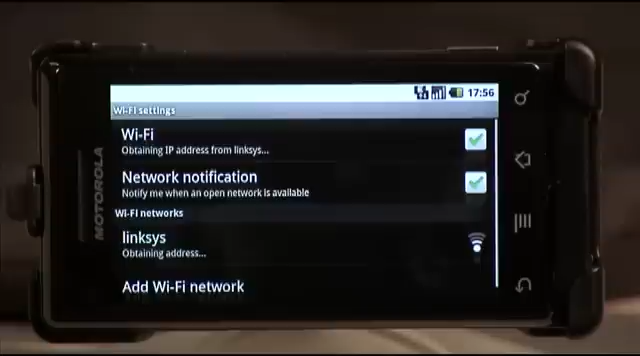 17:56
Wi-Fi settings
Wi-Fi
Obtaining IP address from linksys...
Network notification
Notify me when an open network is available
Wi-Fi networks
linksys
Obtaining address...
Add Wi-Fi network
MOTOROLA